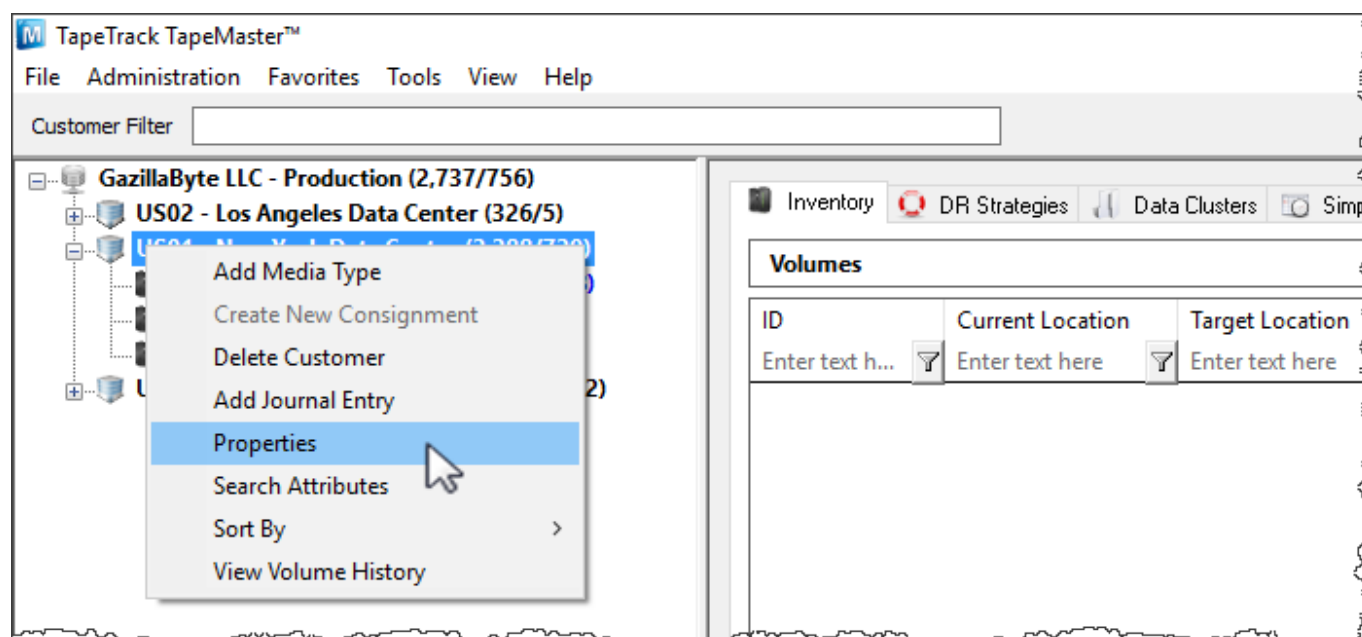 TapeTrack TapeMaster™
File Administration Favorites Tools View Help
Customer Filter
GazillaByte LLC - Production (2,737/756)
US02 - Los Angeles Data Center (326/5)
Add Media Type
Create New Consignment
Delete Customer
Add Journal Entry
Properties
Search Attributes
Sort By
View Volume History
2)
Inventory DR Strategies Data Clusters Simp
Volumes
ID Current Location Target Location
Enter text h... Enter text here Enter text here